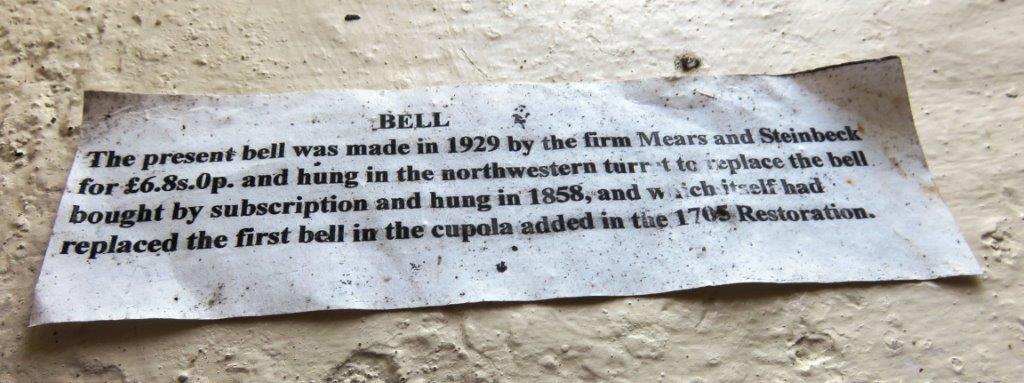 BELL
The present bell was made in 1929 by the firm Mears and Steinbeck
for £6.8s.0p. and hung in the northwestern turret to replace the bell
bought by subscription and hung in 1858, and which itself had
replaced the first bell in the cupola added in the 1705 Restoration.